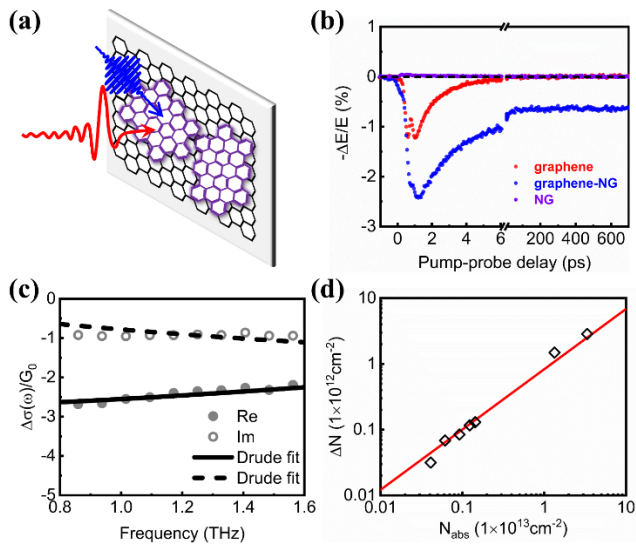 (a)
(b)
-ΔE/E (%)
1
0
-1
-2
-3
0
2
4
6
200
400
600
graphene
graphene-NG
NG
Pump-probe delay (ps)
(c)
Δσ(ω)/G₀
0
-1
-2
-3
-4
-5
Re
Im
Drude fit
Drude fit
0.8
1.0
1.2
1.4
1.6
Frequency (THz)
(d)
ΔN (1×10¹²cm⁻²)
10
1
0.1
0.01
0.01
0.1
1
10
N_abs (1×10¹³cm⁻²)